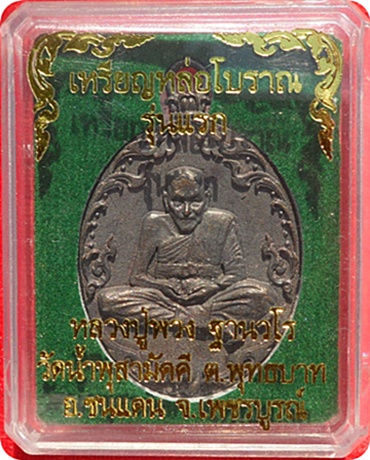 เหรียญหล่อโบราณ
รุ่นแรก
หลวงปู่พวง ฐานวโร
วัดน้ำพุสามัคคี ต.พุทธบาท
อ.ชนแดน จ.เพชรบูรณ์